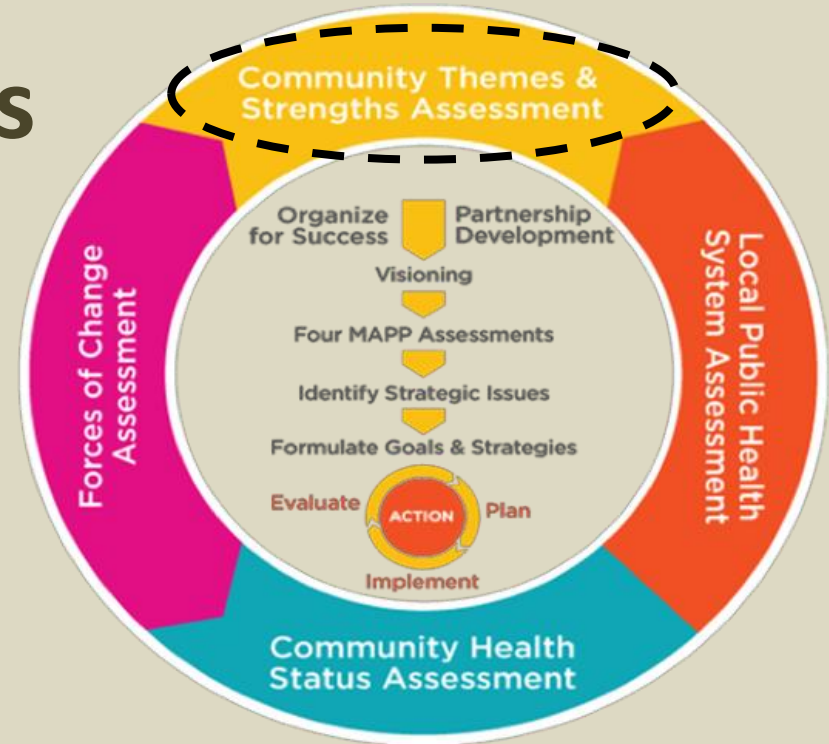 s
Community Themes &
Strengths Assessment
Organize
for Success
Partnership
Development
Visioning
Four MAPP Assessments
Identify Strategic Issues
Formulate Goals & Strategies
Evaluate
ACTION
Plan
Implement
Forces of Change
Assessment
Local Public Health
System Assessment
Community Health
Status Assessment